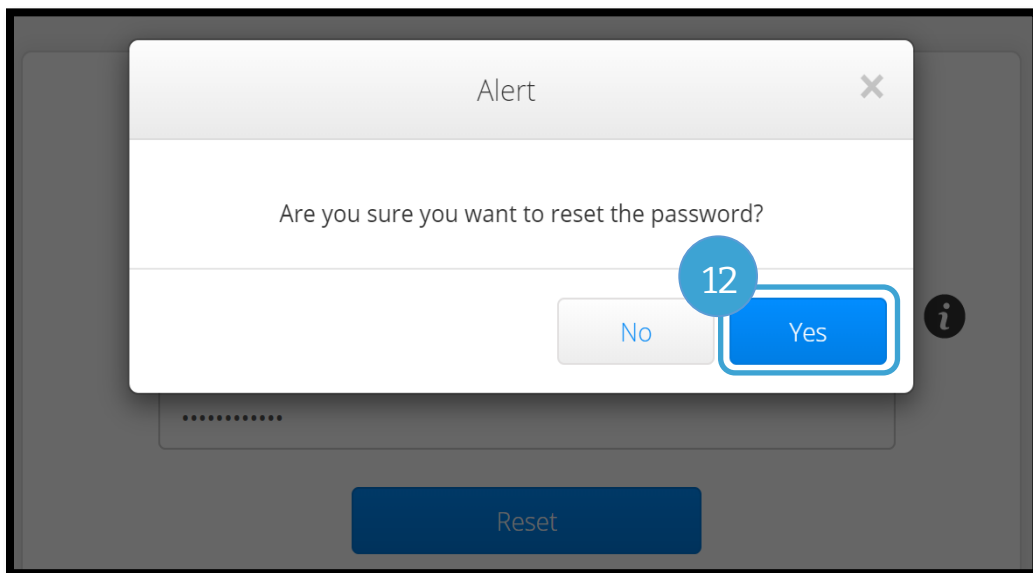 Alert
Are you sure you want to reset the password?
12
No
Yes
••••••••••••
Reset